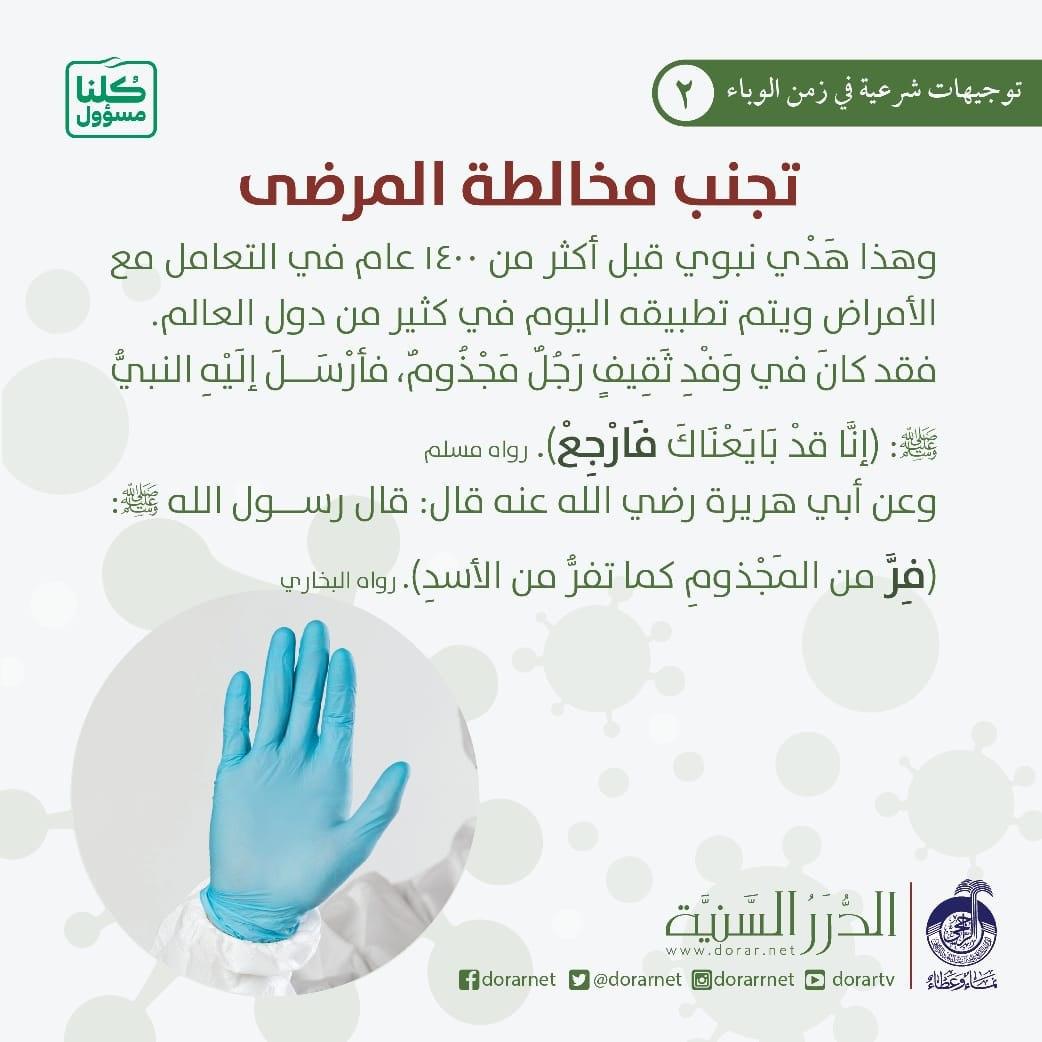 توجيهات شرعية في زمن الوباء ٢
كُلنا
مسؤول
تجنب مخالطة المرضى
وهذا هَدْي نبوي قبل أكثر من ١٤٠٠ عام في التعامل مع
الأمراض ويتم تطبيقه اليوم في كثير من دول العالم.
فقد كانَ في وَفْدِ ثَقِيفٍ رَجُلٌ مَجْذُومٌ، فأرْسَـــلَ إلَيْهِ النبيُّ
ﷺ: (إنَّا قدْ بَايَعْنَاكَ فَارْجِعْ). رواه مسلم
وعن أبي هريرة رضي الله عنه قال: قال رســـول الله ﷺ:
(فِرَّ من المَجْذومِ كما تفرُّ من الأسدِ). رواه البخاري
الدُّرَرُ السَّنِيَّة
www.dorar.net
dorarnet @dorarnet dorarrnet dorartv
الراجحي
نماء وعطاء